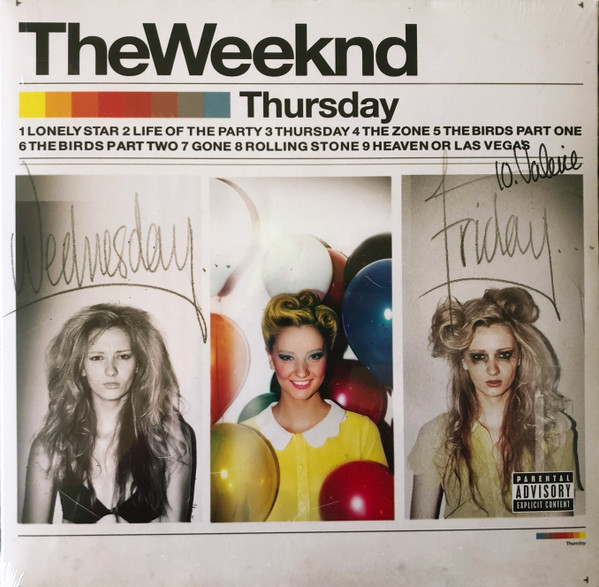 TheWeeknd
Thursday
1 LONELY STAR 2 LIFE OF THE PARTY 3 THURSDAY 4 THE ZONE 5 THE BIRDS PART ONE
6 THE BIRDS PART TWO 7 GONE 8 ROLLING STONE 9 HEAVEN OR LAS VEGAS
10. Valerie
Wednesday.
Friday...
PARENTAL
ADVISORY
EXPLICIT CONTENT
Thursday